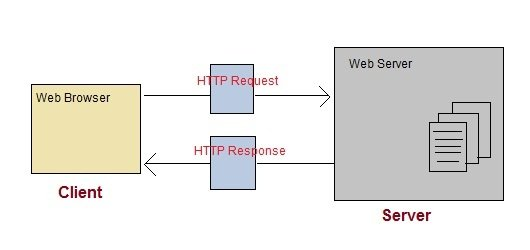 Web Browser
Client
HTTP Request
HTTP Response
Web Server
Server